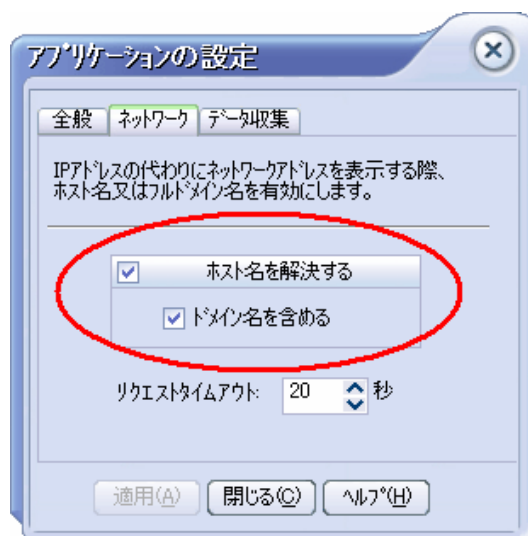 アプリケーションの設定
全般 ネットワーク データ収集
IPアドレスの代わりにネットワークアドレスを表示する際、
ホスト名又はフルドメイン名を有効にします。
ホスト名を解決する
ドメイン名を含める
リクエストタイムアウト: 20 秒
適用(A) 閉じる(C) ヘルプ(H)